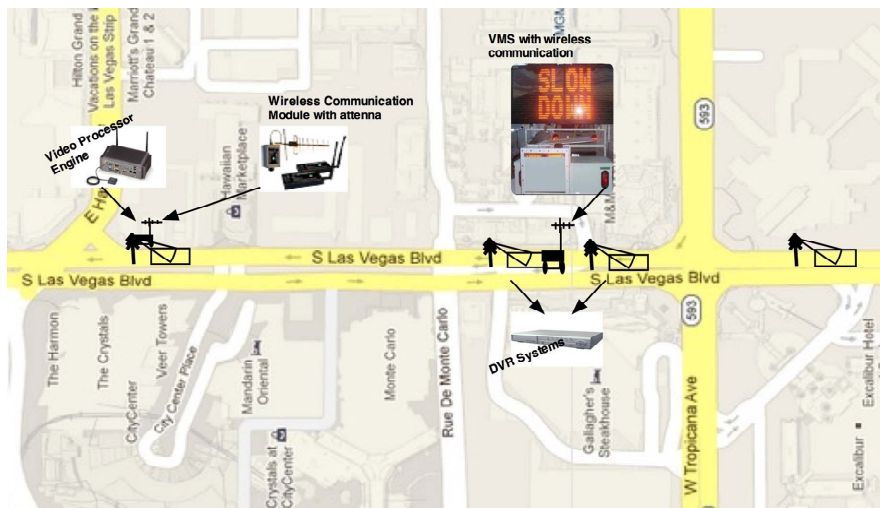 Hilton Grand
Vacations on the
Las Vegas Strip
Marriott's Grand
Chateau 1 & 2
MGM
VMS with wireless
communication
SLOW
DOWN
593
Video Processor
Engine
Wireless Communication
Module with attenna
Hawaiian
Marketplace
M&M
E Ha
S Las Vegas Blvd
S Las Vegas Blvd
S Las Vegas Blvd
593
The Harmon
The Crystals
CityCenter
Veer Towers
City Center Place
Mandarin
Oriental
Crystals at
CityCenter
Monte Carlo
Rue De Monte Carlo
DVR Systems
Gallagher's
Steakhouse
W Tropicana Ave
Excalibur
Excalibur Hotel